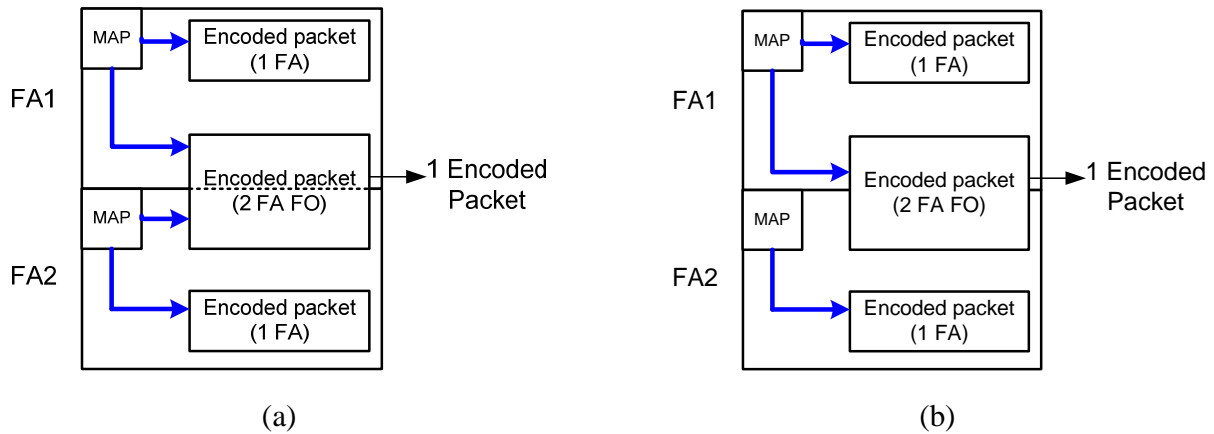 MAP
Encoded packet
(1 FA)
FA1
Encoded packet
(2 FA FO)
1 Encoded
Packet
MAP
FA2
Encoded packet
(1 FA)
(a)
MAP
Encoded packet
(1 FA)
FA1
Encoded packet
(2 FA FO)
1 Encoded
Packet
MAP
FA2
Encoded packet
(1 FA)
(b)